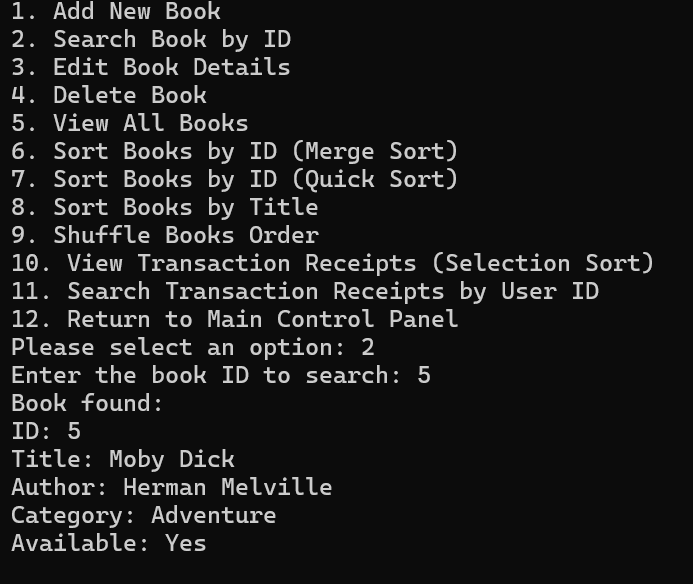 1. Add New Book
2. Search Book by ID
3. Edit Book Details
4. Delete Book
5. View All Books
6. Sort Books by ID (Merge Sort)
7. Sort Books by ID (Quick Sort)
8. Sort Books by Title
9. Shuffle Books Order
10. View Transaction Receipts (Selection Sort)
11. Search Transaction Receipts by User ID
12. Return to Main Control Panel
Please select an option: 2
Enter the book ID to search: 5
Book found:
ID: 5
Title: Moby Dick
Author: Herman Melville
Category: Adventure
Available: Yes